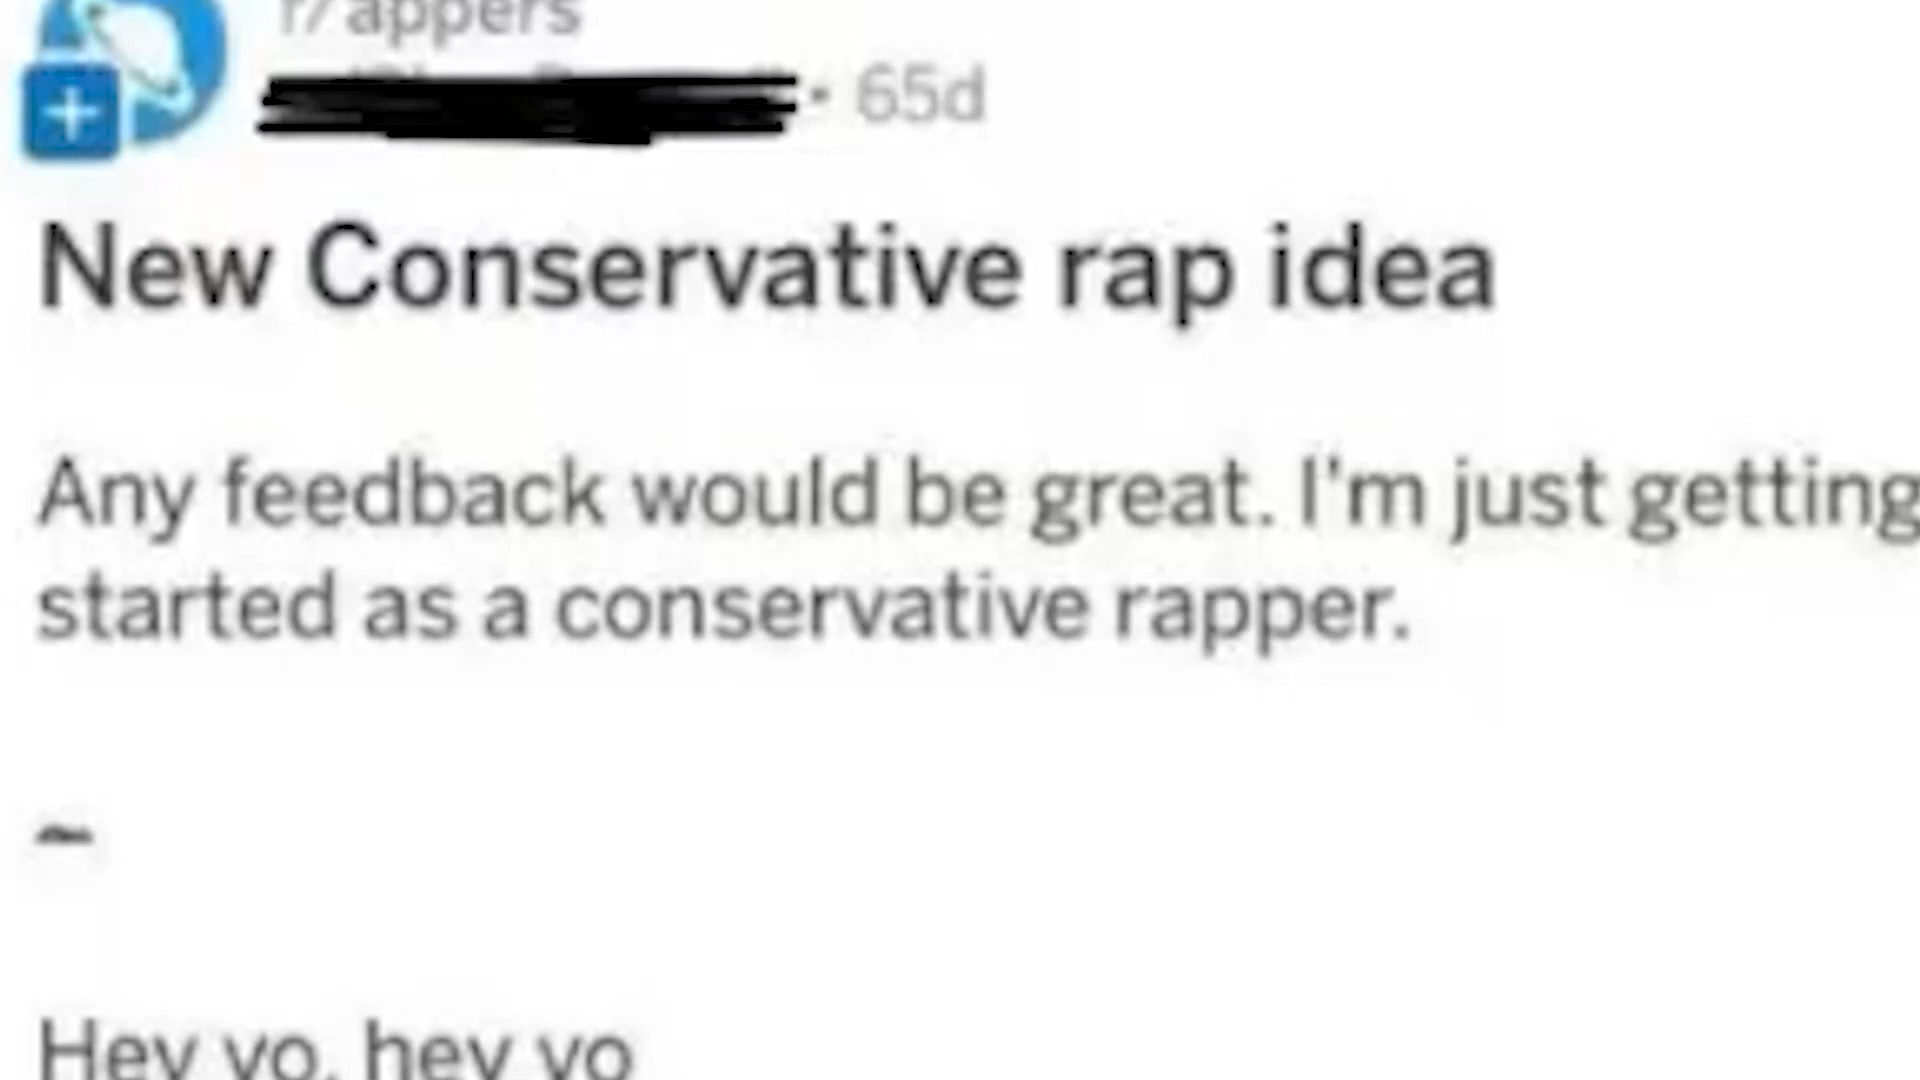 r/appers
• 65d
New Conservative rap idea
Any feedback would be great. I'm just getting
started as a conservative rapper.
-
Hey yo, hey yo